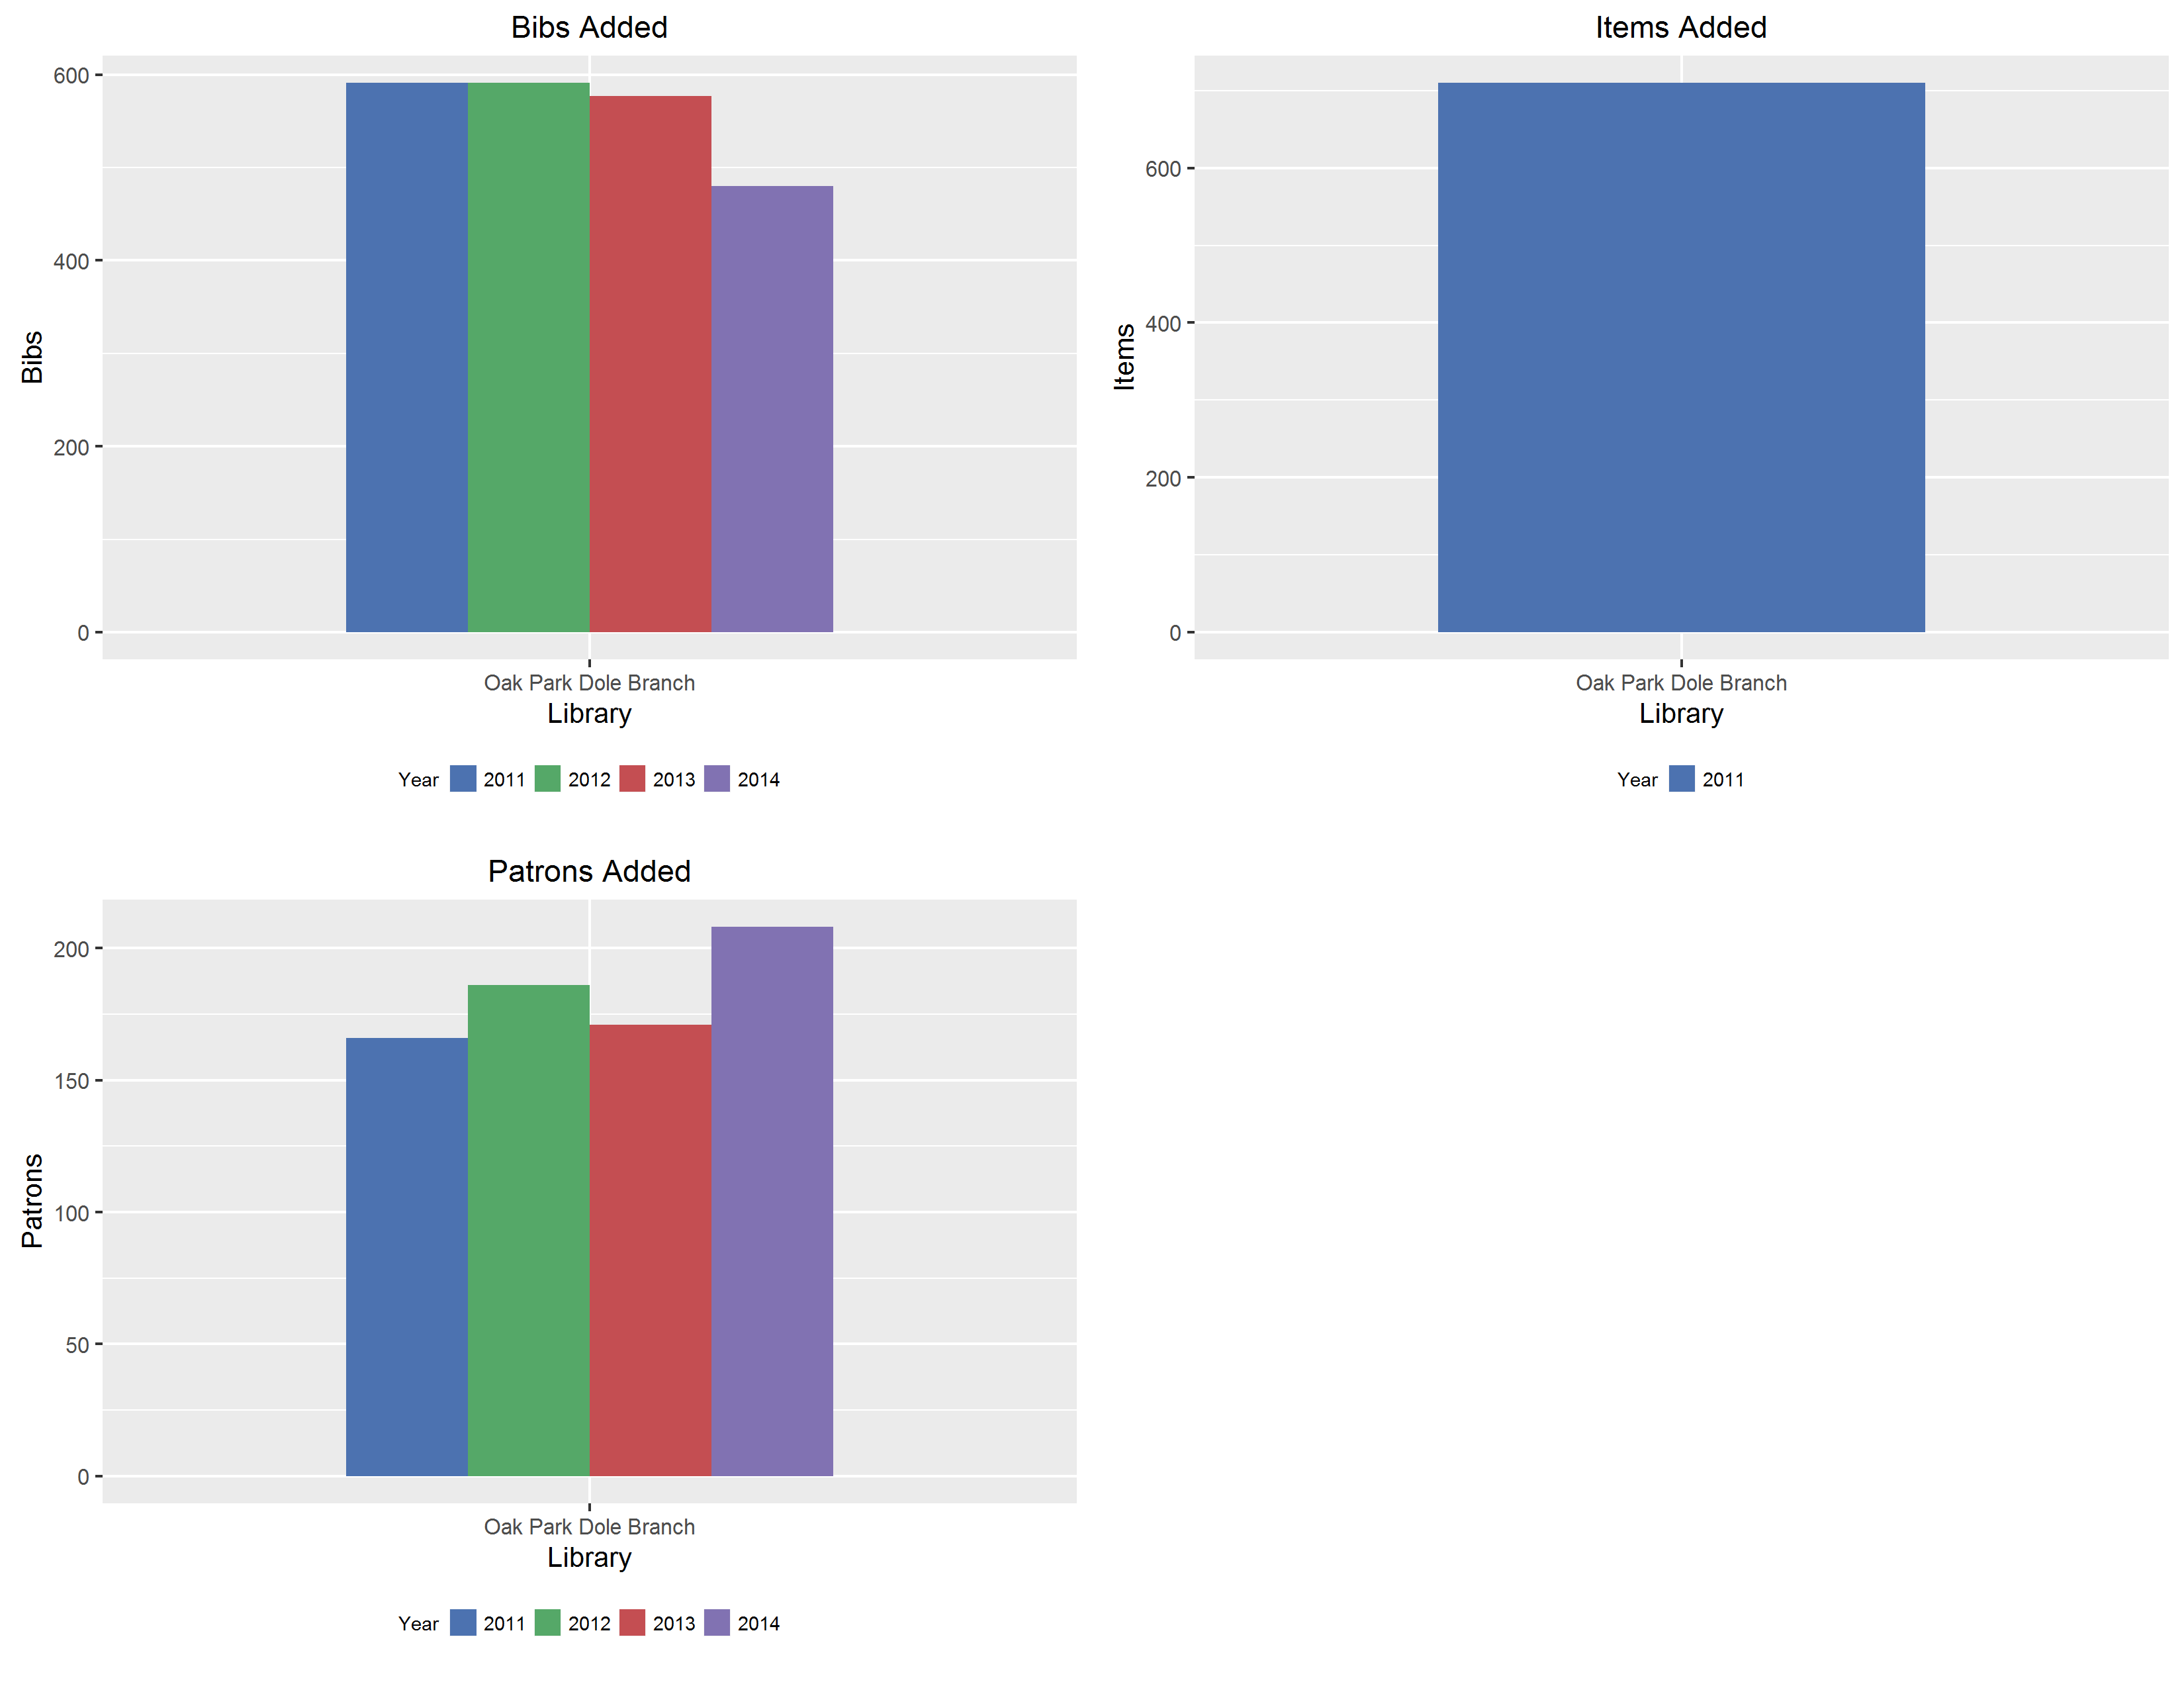 Bibs Added
600
400
200
0
Bibs
Oak Park Dole Branch
Library
Year 2011 2012 2013 2014
Items Added
600
400
200
0
Items
Oak Park Dole Branch
Library
Year 2011
Patrons Added
200
150
100
50
0
Patrons
Oak Park Dole Branch
Library
Year 2011 2012 2013 2014